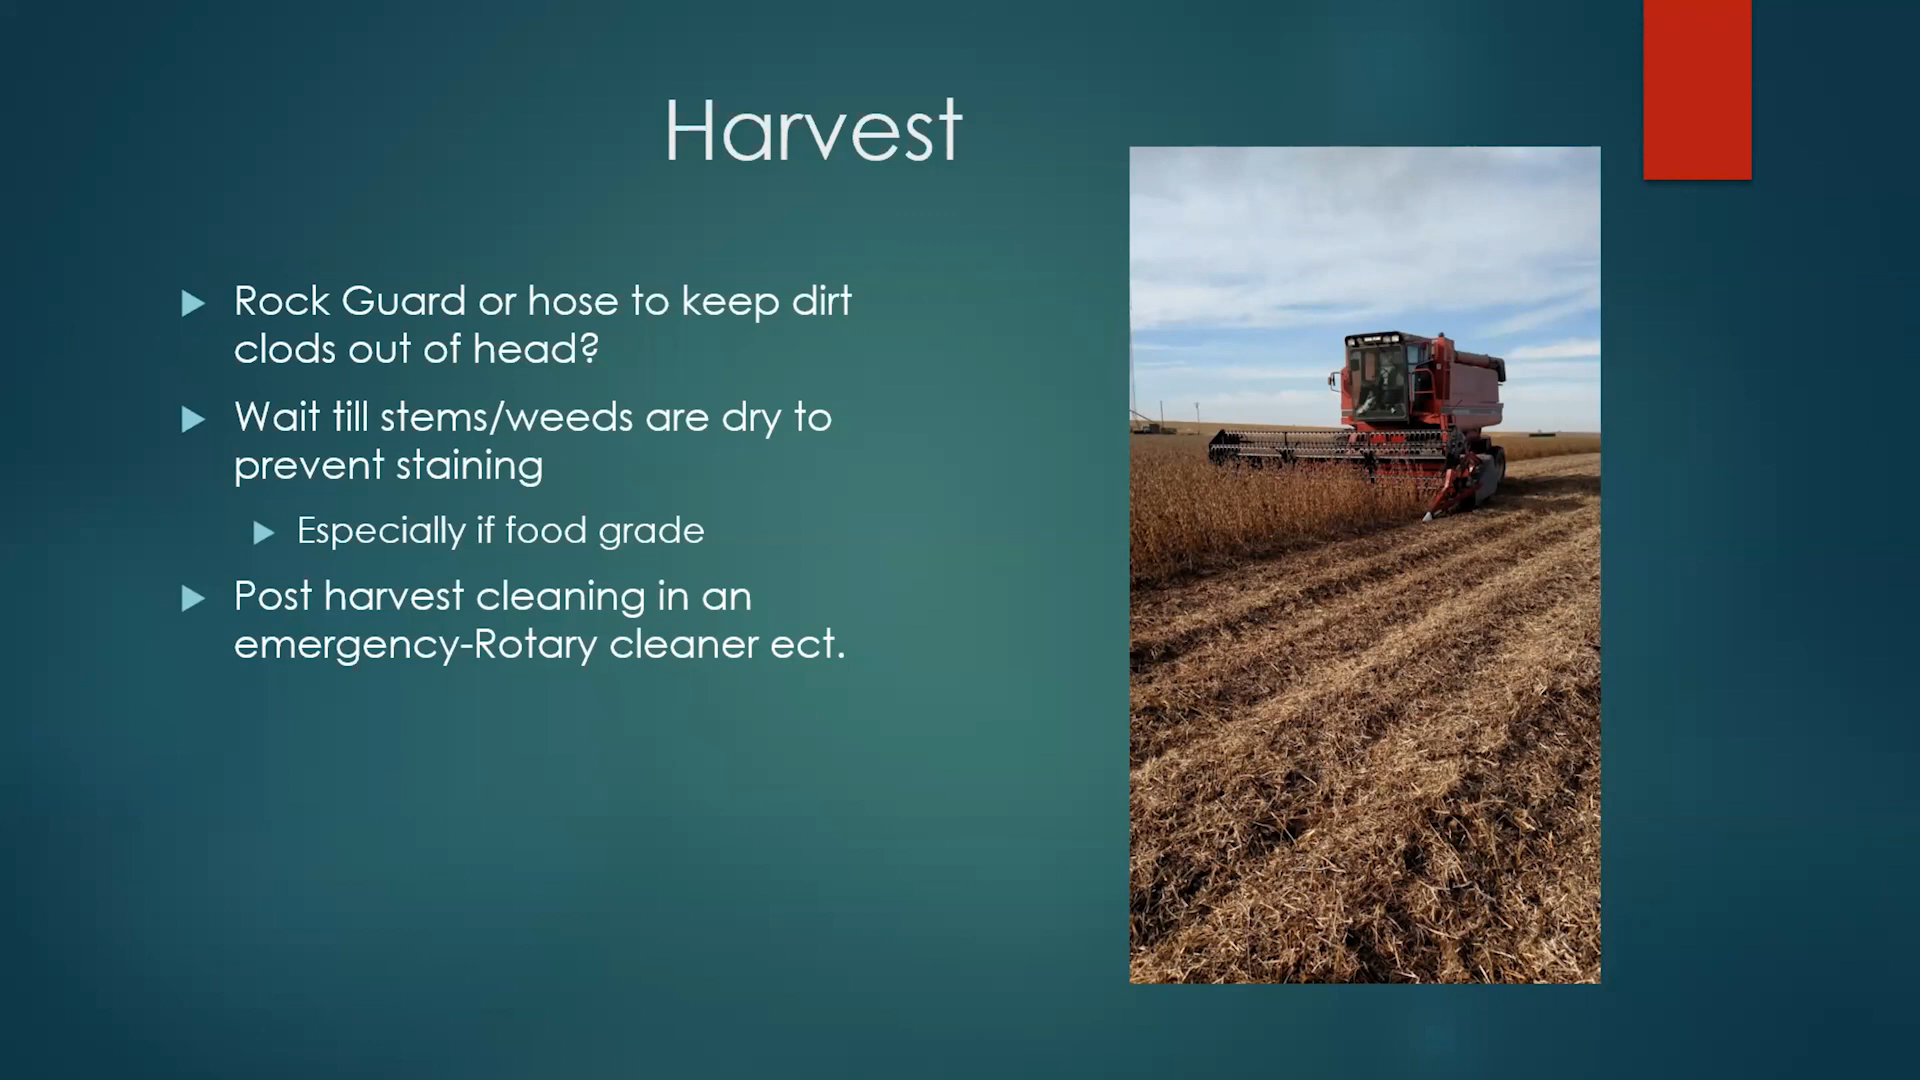 Harvest
Rock Guard or hose to keep dirt
clods out of head?
Wait till stems/weeds are dry to
prevent staining
Especially if food grade
Post harvest cleaning in an
emergency-Rotary cleaner ect.